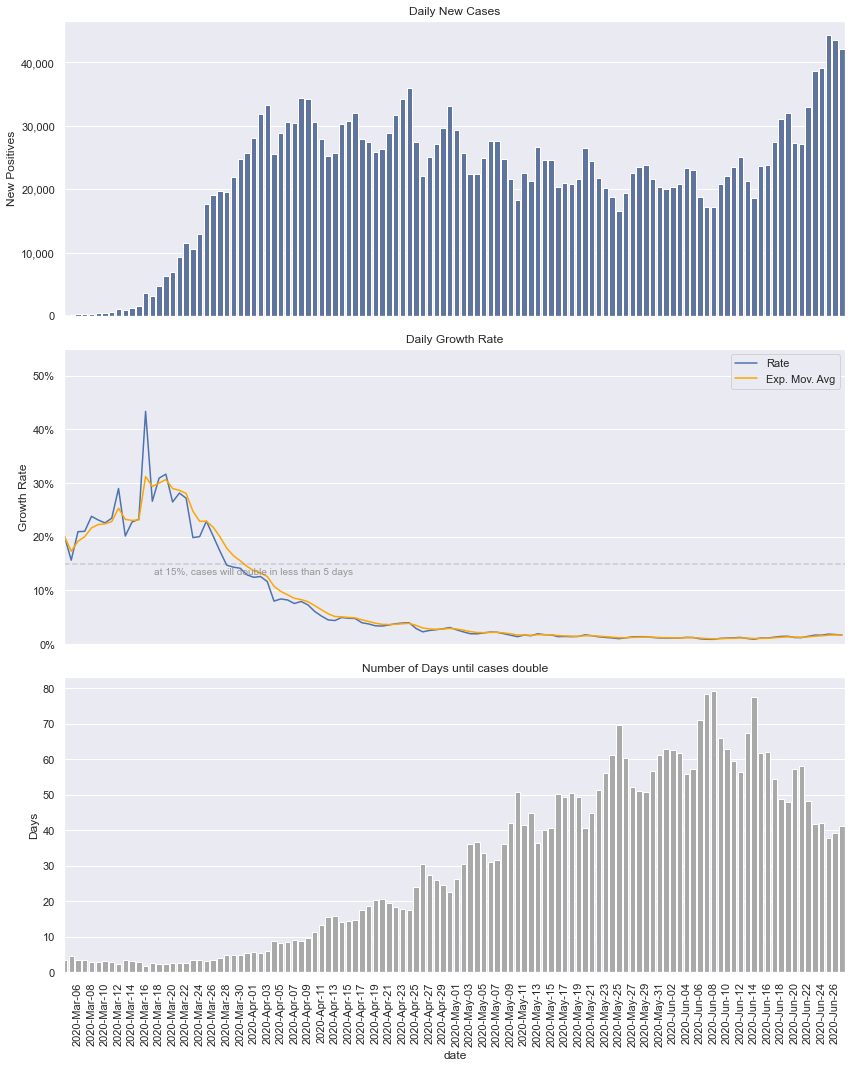 Daily New Cases
40,000
30,000
20,000
10,000
0
New Positives
Daily Growth Rate
Rate
Exp. Mov. Avg
50%
40%
30%
20%
10%
0%
Growth Rate
at 15%, cases will double in less than 5 days
Number of Days until cases double
80
70
60
50
40
30
20
10
0
Days
2020-Mar-06
2020-Mar-08
2020-Mar-10
2020-Mar-12
2020-Mar-14
2020-Mar-16
2020-Mar-18
2020-Mar-20
2020-Mar-22
2020-Mar-24
2020-Mar-26
2020-Mar-28
2020-Mar-30
2020-Apr-01
2020-Apr-03
2020-Apr-05
2020-Apr-07
2020-Apr-09
2020-Apr-11
2020-Apr-13
2020-Apr-15
2020-Apr-17
2020-Apr-19
2020-Apr-21
2020-Apr-23
2020-Apr-25
2020-Apr-27
2020-Apr-29
2020-May-01
2020-May-03
2020-May-05
2020-May-07
2020-May-09
2020-May-11
2020-May-13
2020-May-15
2020-May-17
2020-May-19
2020-May-21
2020-May-23
2020-May-25
2020-May-27
2020-May-29
2020-May-31
2020-Jun-02
2020-Jun-04
2020-Jun-06
2020-Jun-08
2020-Jun-10
2020-Jun-12
2020-Jun-14
2020-Jun-16
2020-Jun-18
2020-Jun-20
2020-Jun-22
2020-Jun-24
2020-Jun-26
date